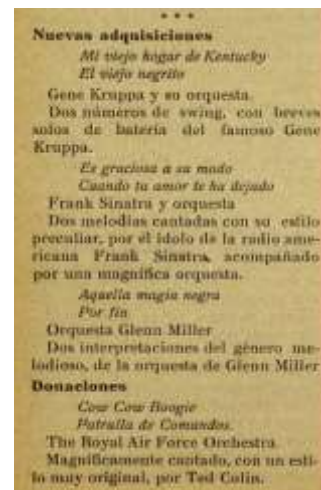 * * *
Nuevas adquisiciones
Mi viejo hogar de Kentucky
El viejo negrito
Gene Kruppa y su orquesta.
Dos números de swing, con breves
solos de batería del famoso Gene
Kruppa.
Es graciosa a su modo
Cuando tu amor te ha dejado
Frank Sinatra y orquesta
Dos melodías cantadas con su estilo
peculiar, por el ídolo de la radio ame-
ricana Frank Sinatra, acompañado
por una magnífica orquesta.
Aquella magia negra
Por fin
Orquesta Glenn Miller
Dos interpretaciones del género me-
lodioso, de la orquesta de Glenn Miller
Donaciones
Cow Cow Boogie
Patrulla de Comandos.
The Royal Air Force Orchestra
Magníficamente cantado, con un esti-
lo muy original, por Ted Colin.